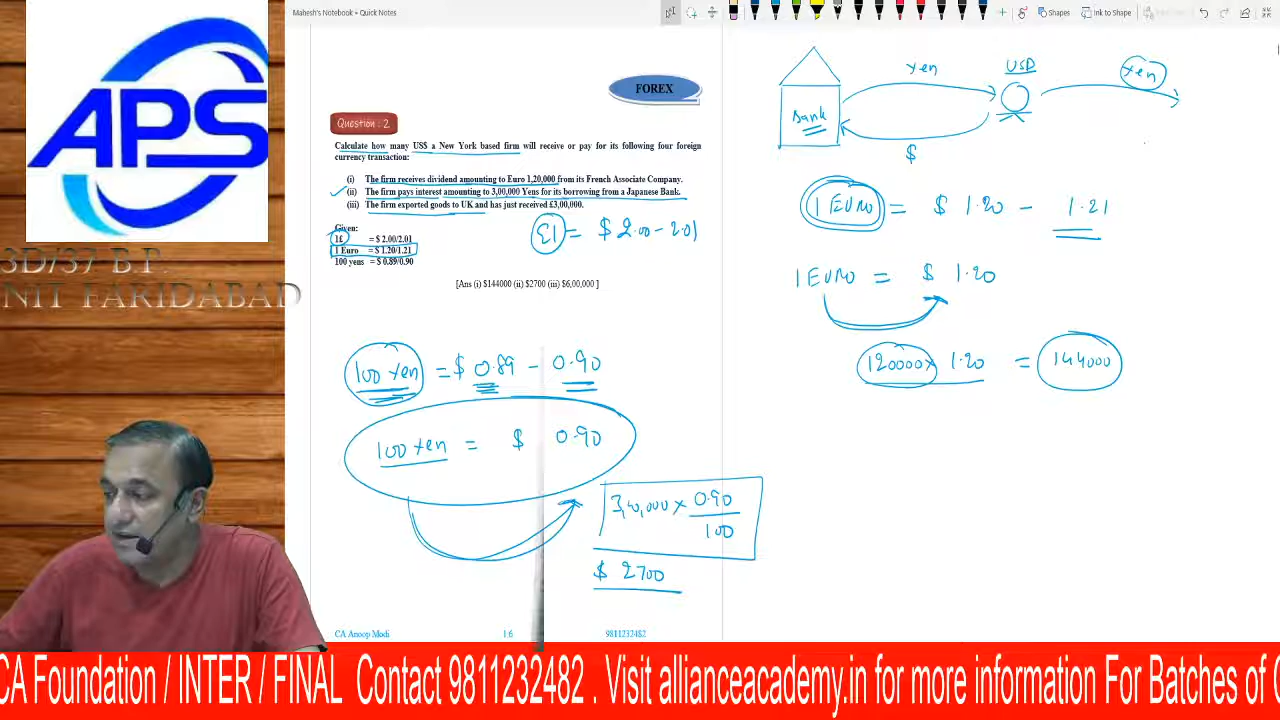 Mahesh's Notebook • Quick Notes
Shapes
Ink to Shape
APS
3D/37 B.P.
NIT FARIDABAD
FOREX
Question : 2
Calculate how many US$ a New York based firm will receive or pay for its following four foreign
currency transaction:
(i) The firm receives dividend amounting to Euro 1,20,000 from its French Associate Company.
(ii) The firm pays interest amounting to 3,00,000 Yens for its borrowing from a Japanese Bank.
(iii) The firm exported goods to UK and has just received £3,00,000.
Given:
1£ = $ 2.00/2.01
1 Euro = $ 1.20/1.21
100 yens = $ 0.89/0.90
[Ans (i) $144000 (ii) $2700 (iii) $6,00,000 ]
£1 = $ 2.00 - 2.01
100 Yen = $ 0.89 - 0.90
100 Yen = $ 0.90
3,00,000 × 0.90
100
$ 2700
CA Anoop Modi 1.6 9811232482
Yen USD Yen
Bank
$
1 EURO = $ 1.20 - 1.21
1 EURO = $ 1.20
120000 × 1.20 = 144000
CA Foundation / INTER / FINAL Contact 9811232482 . Visit allianceacademy.in for more information For Batches of